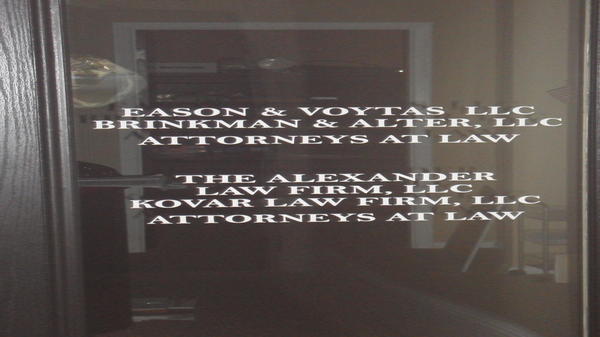 EASON & VOYTAS LLC
BRINKMAN & ALTER, LLC
ATTORNEYS AT LAW
THE ALEXANDER
LAW FIRM, LLC
KOVAR LAW FIRM, LLC
ATTORNEYS AT LAW